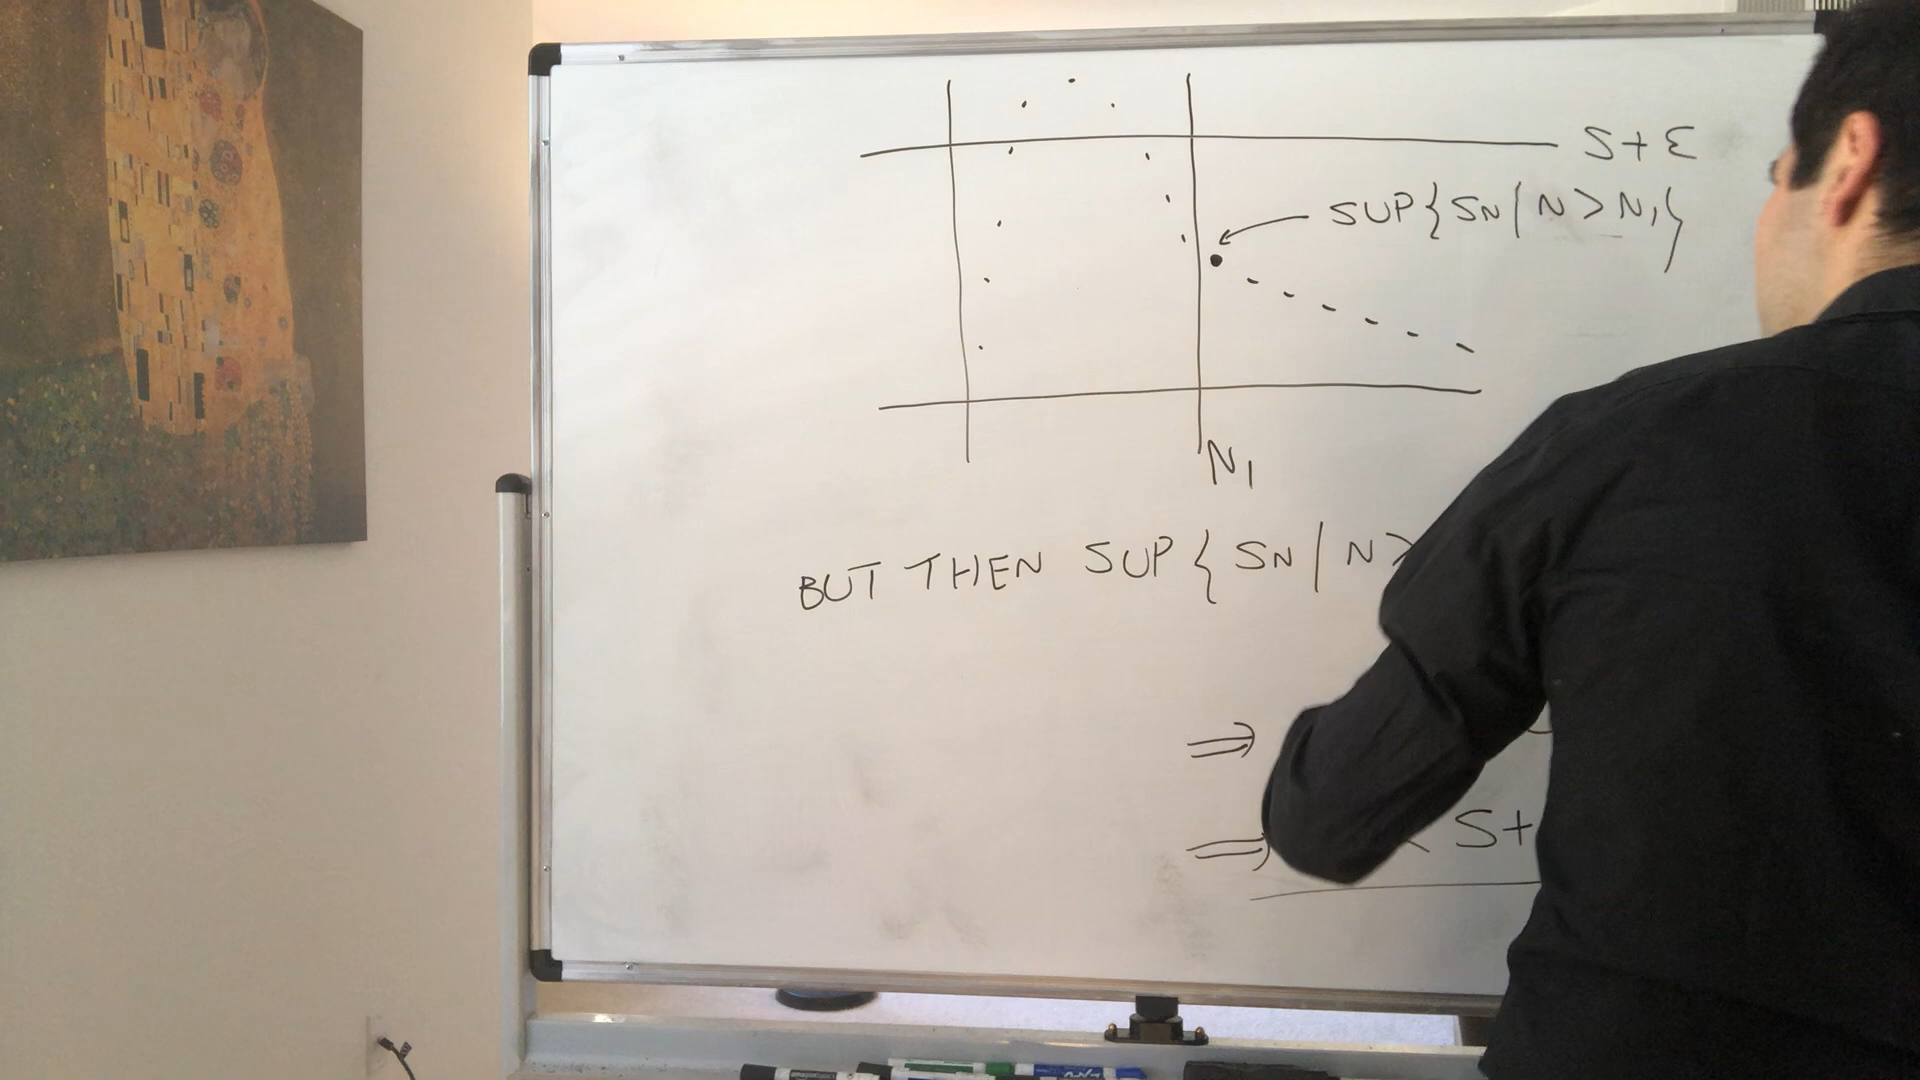 S+ε
SUP{SN|N>N1}
N1
BUT THEN SUP{SN|N>
⇒
⇒ < S+